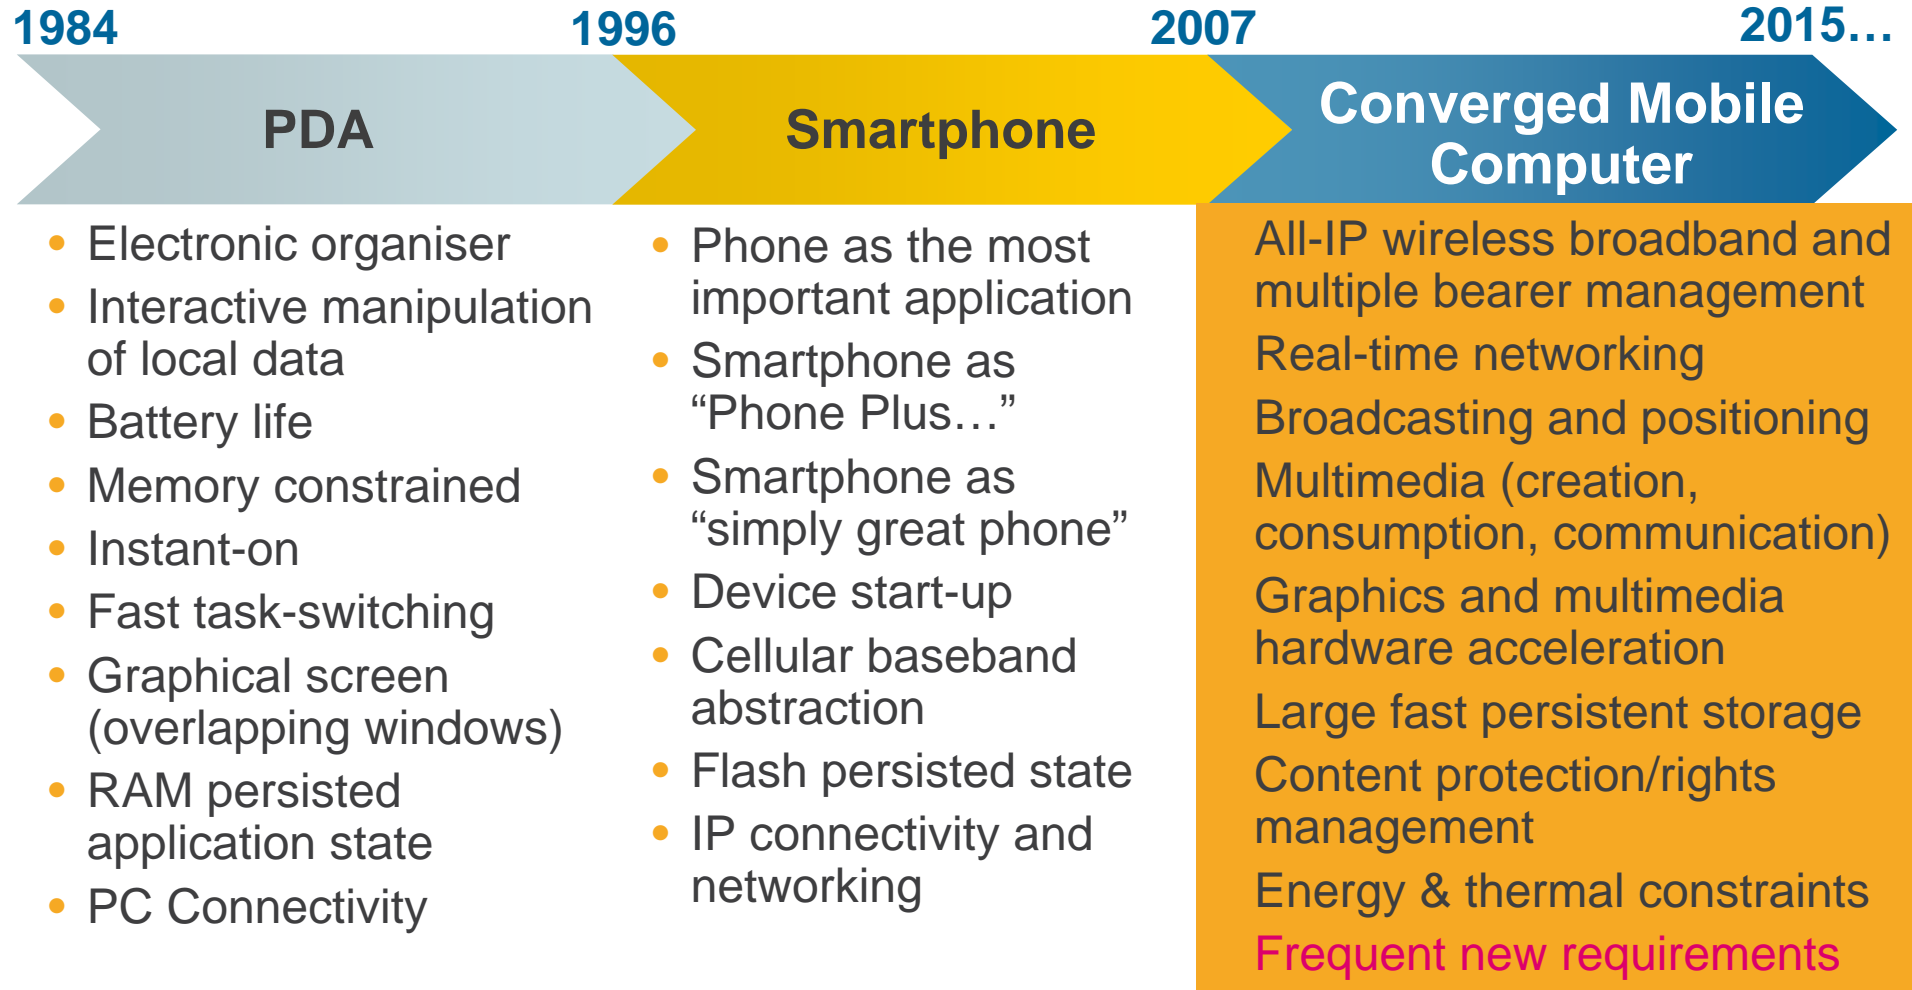 1984
1996
2007
2015…
PDA
Smartphone
Converged Mobile
Computer
• Electronic organiser
• Interactive manipulation
of local data
• Battery life
• Memory constrained
• Instant-on
• Fast task-switching
• Graphical screen
(overlapping windows)
• RAM persisted
application state
• PC Connectivity
• Phone as the most
important application
• Smartphone as
“Phone Plus…”
• Smartphone as
“simply great phone”
• Device start-up
• Cellular baseband
abstraction
• Flash persisted state
• IP connectivity and
networking
All-IP wireless broadband and
multiple bearer management
Real-time networking
Broadcasting and positioning
Multimedia (creation,
consumption, communication)
Graphics and multimedia
hardware acceleration
Large fast persistent storage
Content protection/rights
management
Energy & thermal constraints
Frequent new requirements